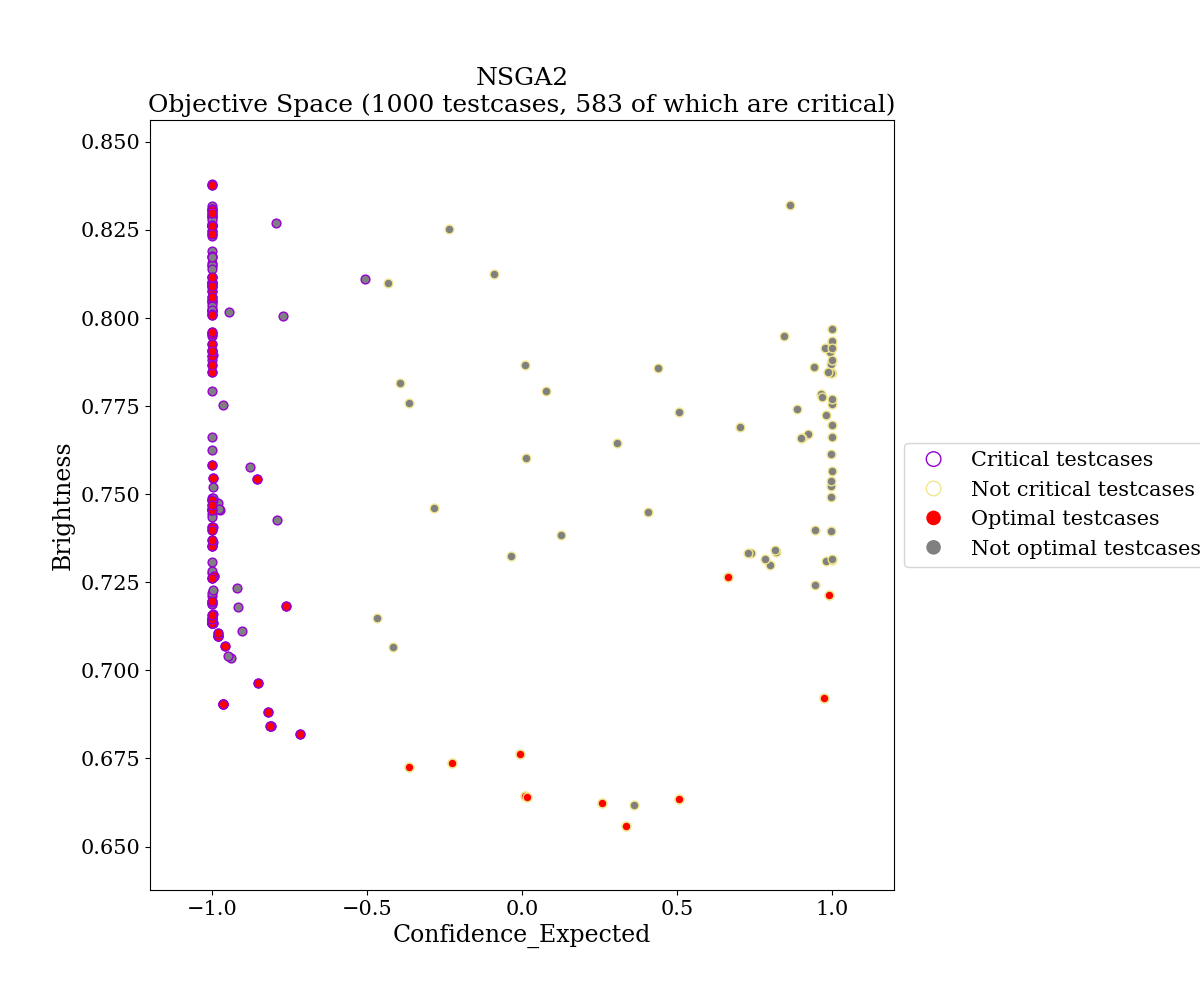 NSGA2
Objective Space (1000 testcases, 583 of which are critical)
0.850
0.825
0.800
0.775
0.750
0.725
0.700
0.675
0.650
Brightness
−1.0
−0.5
0.0
0.5
1.0
Confidence_Expected
Critical testcases
Not critical testcases
Optimal testcases
Not optimal testcases